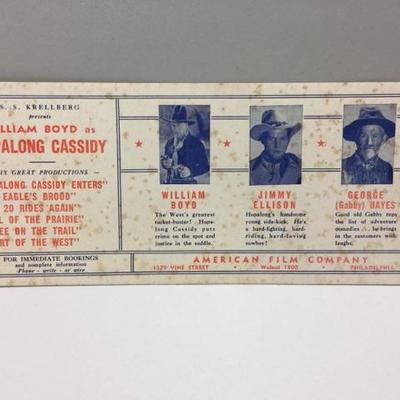 S. S. KRELLBERG
presents
LLIAM BOYD as
PALONG CASSIDY
IX GREAT PRODUCTIONS —
ALONG CASSIDY ENTERS"
EAGLE'S BROOD"
20 RIDES AGAIN"
L OF THE PRAIRIE"
EE ON THE TRAIL"
RT OF THE WEST"
FOR IMMEDIATE BOOKINGS
and complete information
Phone - write - or wire
WILLIAM
BOYD
The West's greatest
rustler-buster! Hopa-
long Cassidy puts
crime on the spot and
justice in the saddle.
JIMMY
ELLISON
Hopalong's handsome
young side-kick. He's
a hard-fighting, hard-
riding, hard-loving
cowboy!
GEORGE
(Gabby) HAYES
Good old Gabby tops
the list of adventure
comedies . . . he brings
in the customers with
laughs.
AMERICAN FILM COMPANY
1329 VINE STREET • Walnut 1800 • PHILADELPHIA